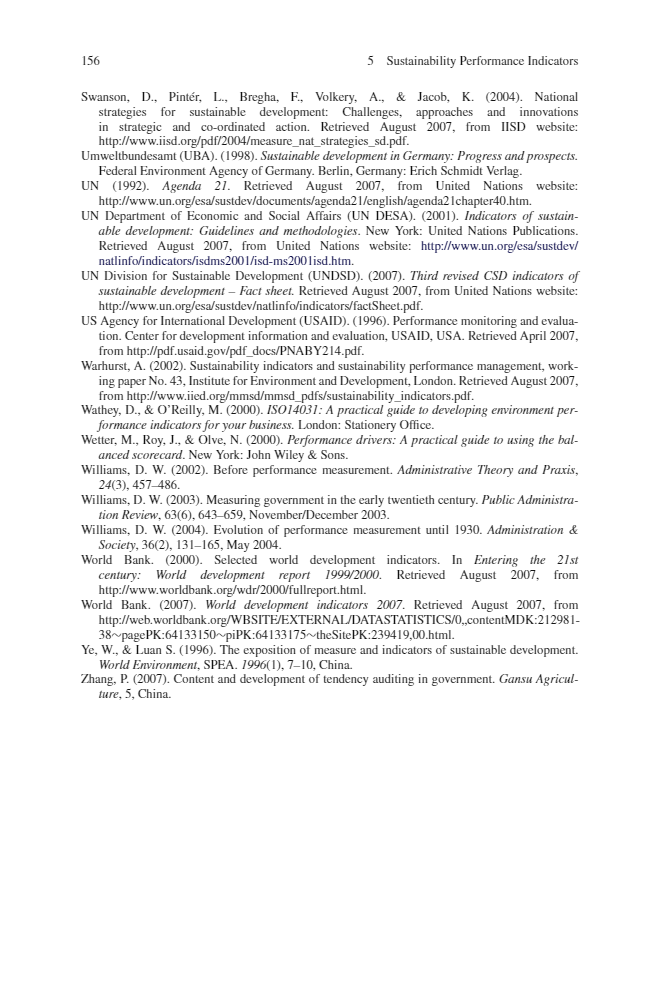 156
5 Sustainability Performance Indicators
Swanson, D., Pintér, L., Bregha, F., Volkery, A., & Jacob, K. (2004). National
strategies for sustainable development: Challenges, approaches and innovations
in strategic and co-ordinated action. Retrieved August 2007, from IISD website:
http://www.iisd.org/pdf/2004/measure_nat_strategies_sd.pdf.
Umweltbundesamt (UBA). (1998). Sustainable development in Germany: Progress and prospects.
Federal Environment Agency of Germany. Berlin, Germany: Erich Schmidt Verlag.
UN (1992). Agenda 21. Retrieved August 2007, from United Nations website:
http://www.un.org/esa/sustdev/documents/agenda21/english/agenda21chapter40.htm.
UN Department of Economic and Social Affairs (UN DESA). (2001). Indicators of sustain-
able development: Guidelines and methodologies. New York: United Nations Publications.
Retrieved August 2007, from United Nations website: http://www.un.org/esa/sustdev/
natlinfo/indicators/isdms2001/isd-ms2001isd.htm.
UN Division for Sustainable Development (UNDSD). (2007). Third revised CSD indicators of
sustainable development – Fact sheet. Retrieved August 2007, from United Nations website:
http://www.un.org/esa/sustdev/natlinfo/indicators/factSheet.pdf.
US Agency for International Development (USAID). (1996). Performance monitoring and evalua-
tion. Center for development information and evaluation, USAID, USA. Retrieved April 2007,
from http://pdf.usaid.gov/pdf_docs/PNABY214.pdf.
Warhurst, A. (2002). Sustainability indicators and sustainability performance management, work-
ing paper No. 43, Institute for Environment and Development, London. Retrieved August 2007,
from http://www.iied.org/mmsd/mmsd_pdfs/sustainability_indicators.pdf.
Wathey, D., & O’Reilly, M. (2000). ISO14031: A practical guide to developing environment per-
formance indicators for your business. London: Stationery Office.
Wetter, M., Roy, J., & Olve, N. (2000). Performance drivers: A practical guide to using the bal-
anced scorecard. New York: John Wiley & Sons.
Williams, D. W. (2002). Before performance measurement. Administrative Theory and Praxis,
24(3), 457–486.
Williams, D. W. (2003). Measuring government in the early twentieth century. Public Administra-
tion Review, 63(6), 643–659, November/December 2003.
Williams, D. W. (2004). Evolution of performance measurement until 1930. Administration &
Society, 36(2), 131–165, May 2004.
World Bank. (2000). Selected world development indicators. In Entering the 21st
century: World development report 1999/2000. Retrieved August 2007, from
http://www.worldbank.org/wdr/2000/fullreport.html.
World Bank. (2007). World development indicators 2007. Retrieved August 2007, from
http://web.worldbank.org/WBSITE/EXTERNAL/DATASTATISTICS/0,,contentMDK:212981-
38~pagePK:64133150~piPK:64133175~theSitePK:239419,00.html.
Ye, W., & Luan S. (1996). The exposition of measure and indicators of sustainable development.
World Environment, SPEA. 1996(1), 7–10, China.
Zhang, P. (2007). Content and development of tendency auditing in government. Gansu Agricul-
ture, 5, China.